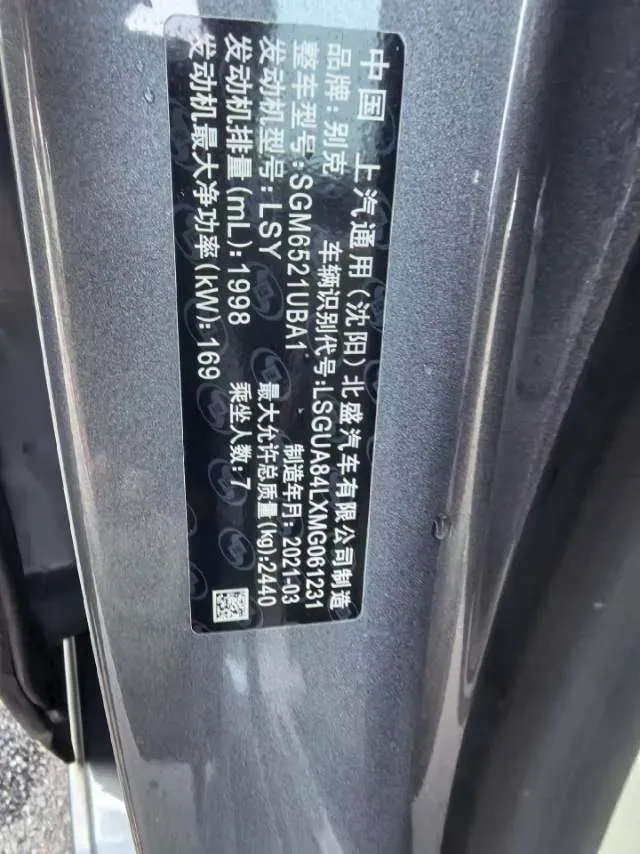 中国 上汽通用(沈阳)北盛汽车有限公司制造
品牌:别克 车辆识别代号:LSGUA84LXMG061231
整车型号:SGM6521UBA1 制造年月:2021-03
发动机型号:LSY 最大允许总质量(kg):2440
发动机排量(mL):1998 乘坐人数:7
发动机最大净功率(kW):169